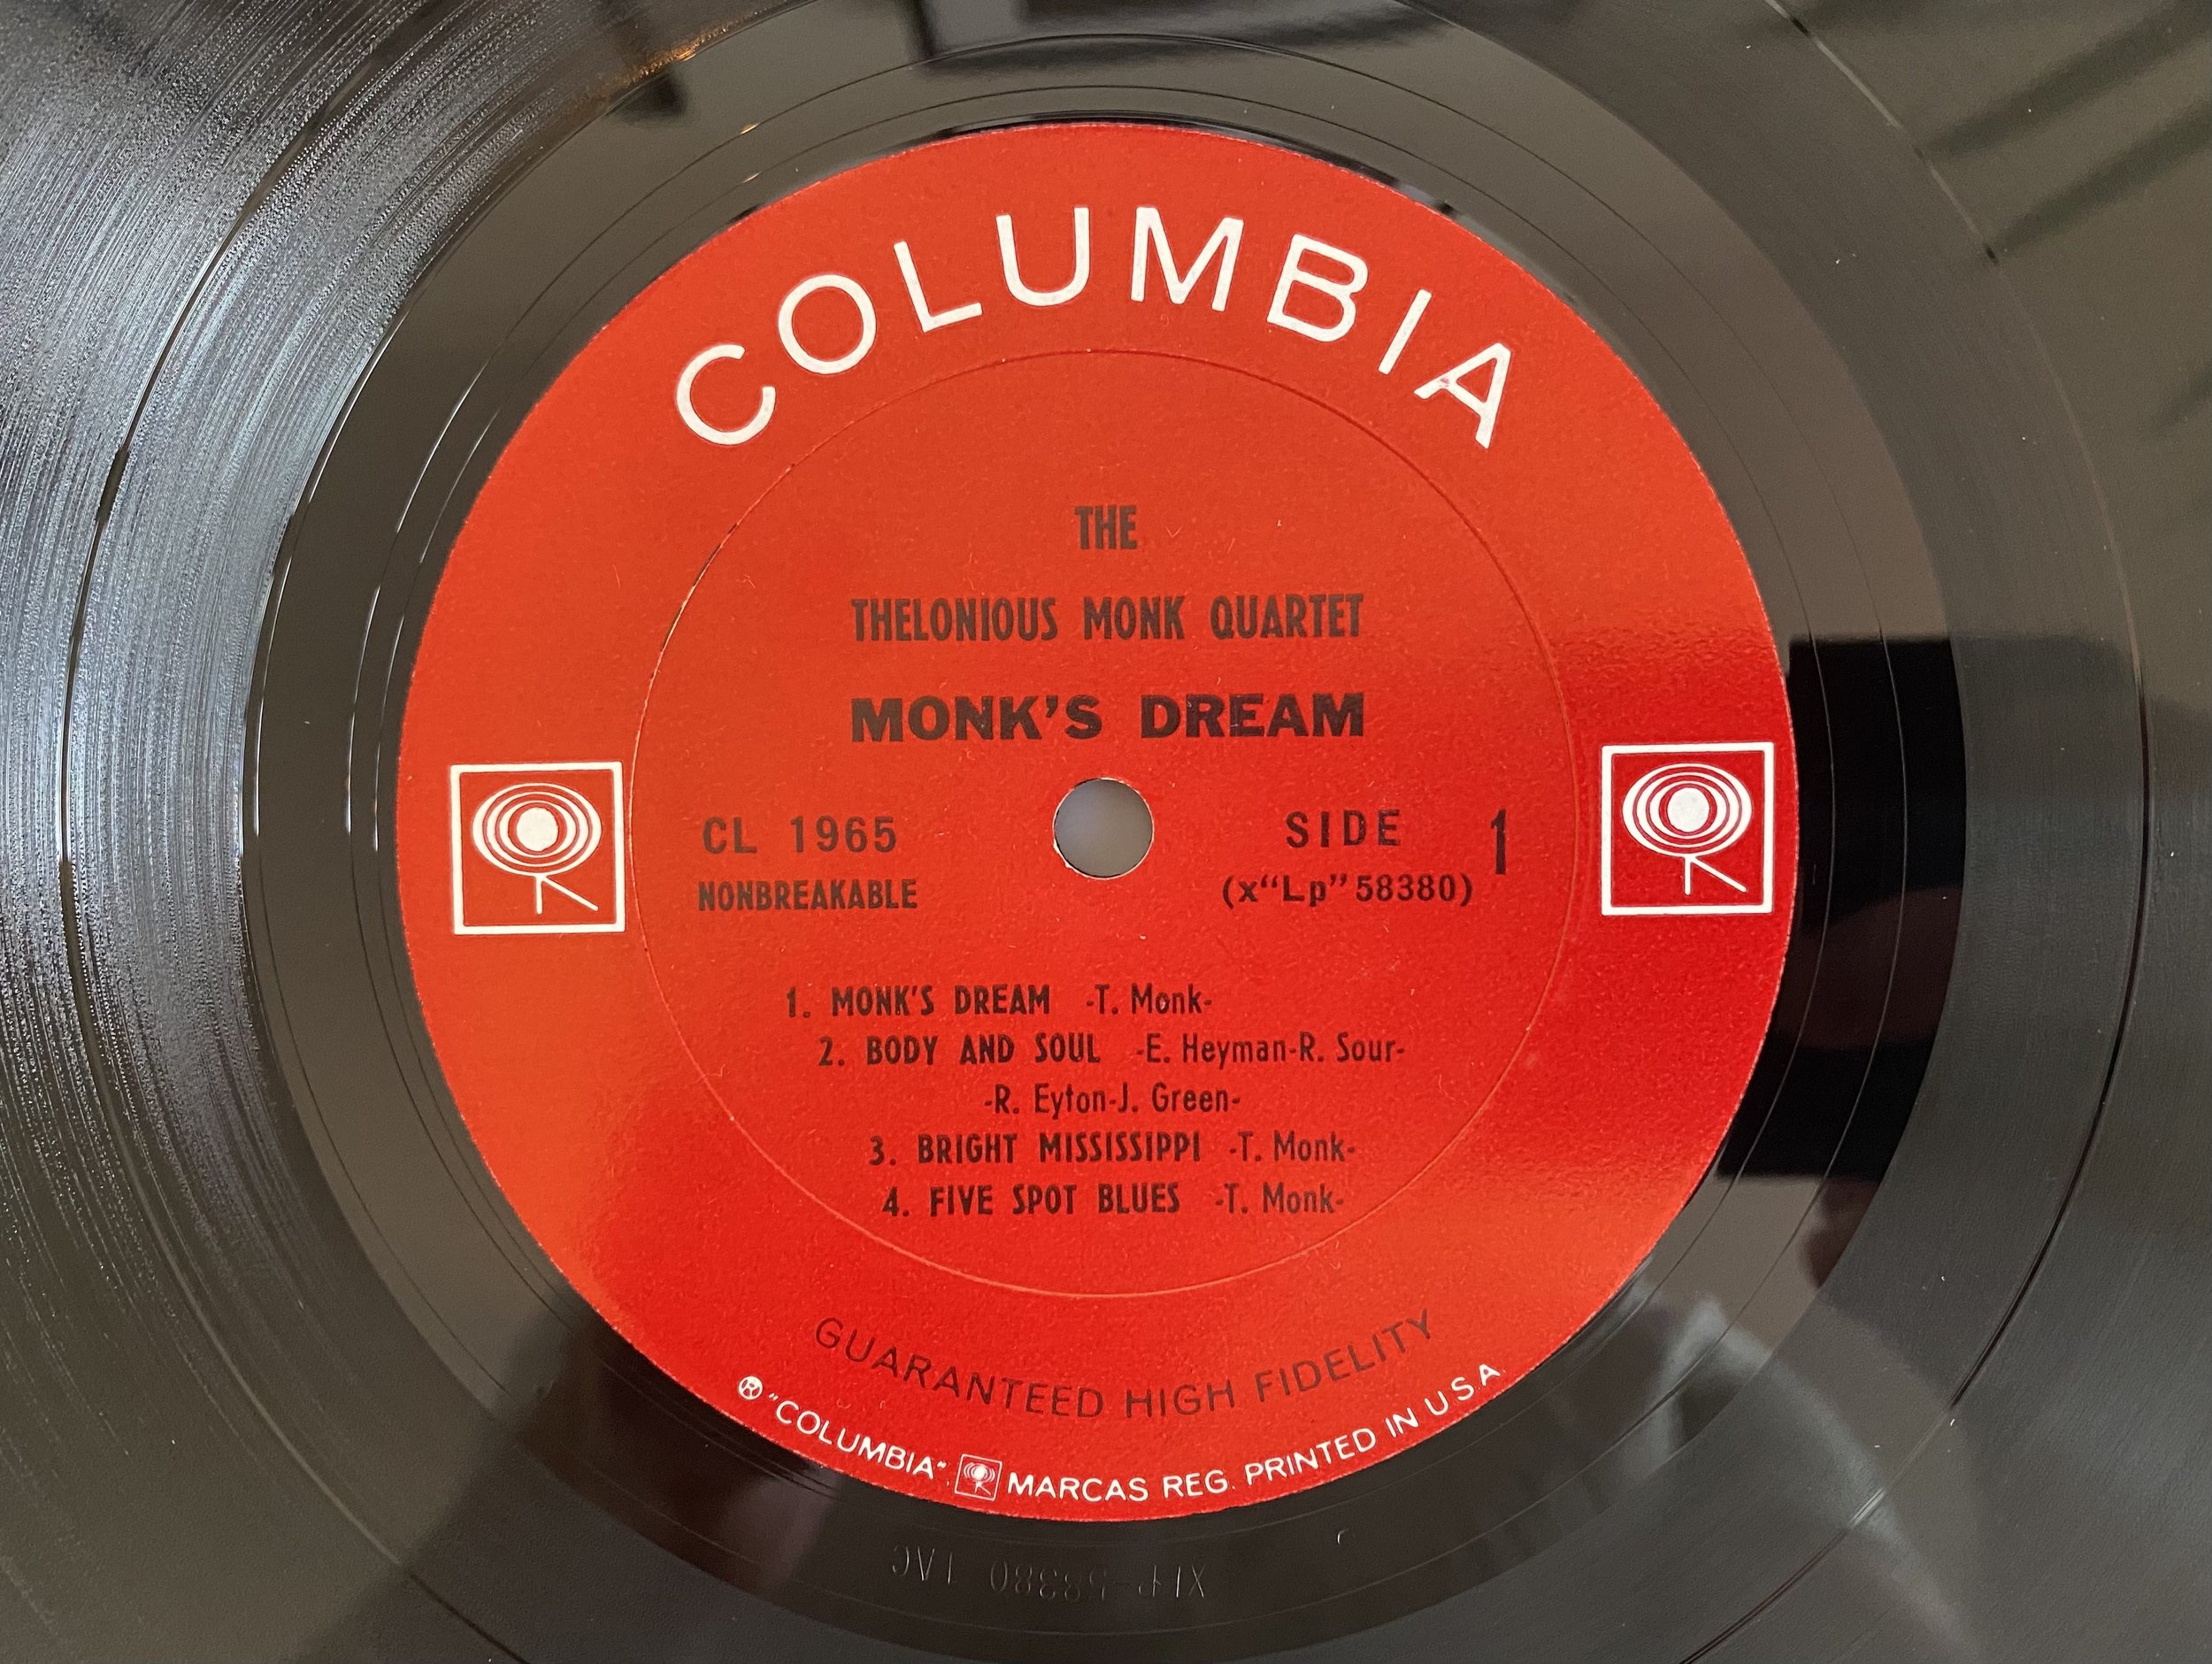 COLUMBIA
THE
THELONIOUS MONK QUARTET
MONK'S DREAM
CL 1965
NONBREAKABLE
SIDE 1
(x“Lp”58380)
1. MONK'S DREAM -T. Monk-
2. BODY AND SOUL -E. Heyman-R. Sour-
-R. Eyton-J. Green-
3. BRIGHT MISSISSIPPI -T. Monk-
4. FIVE SPOT BLUES -T. Monk-
GUARANTEED HIGH FIDELITY
® "COLUMBIA", MARCAS REG. PRINTED IN U S A